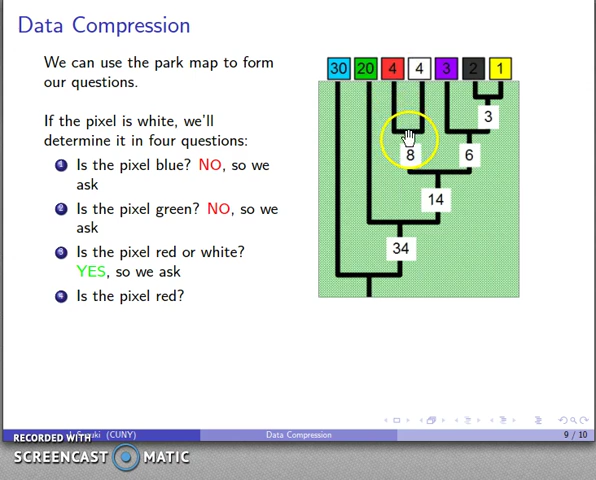 Data Compression
We can use the park map to form
our questions.
If the pixel is white, we'll
determine it in four questions:
1 Is the pixel blue? NO, so we
ask
2 Is the pixel green? NO, so we
ask
3 Is the pixel red or white?
YES, so we ask
4 Is the pixel red?
30 20 4 4 3 2 1
3
8 6
14
34
(CUNY) Data Compression 9 / 10
RECORDED WITH
SCREENCAST MATIC